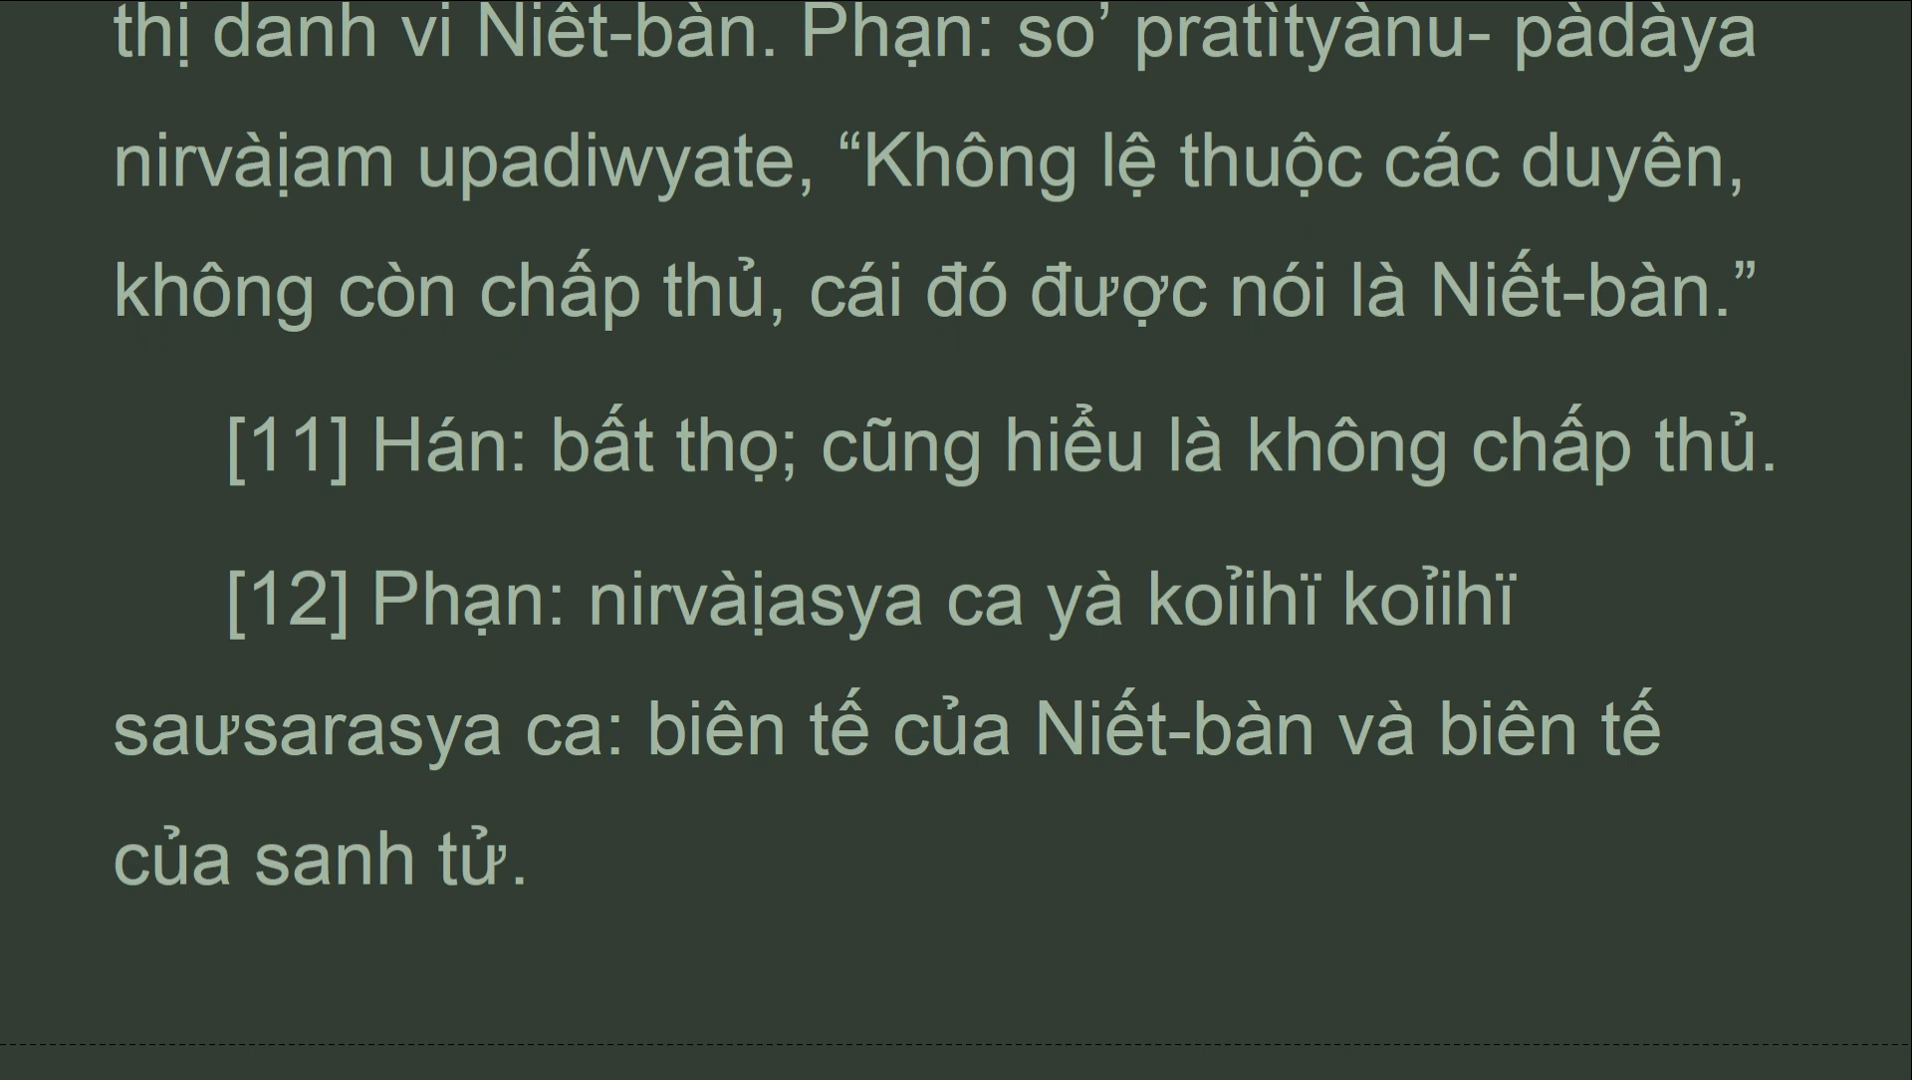 thị danh vi Niết-bàn. Phạn: so’ pratìtyànu- pàdàya
nirvàịam upadiwyate, “Không lệ thuộc các duyên,
không còn chấp thủ, cái đó được nói là Niết-bàn.”
[11] Hán: bất thọ; cũng hiểu là không chấp thủ.
[12] Phạn: nirvàịasya ca yà koỉihï koỉihï
saưsarasya ca: biên tế của Niết-bàn và biên tế
của sanh tử.